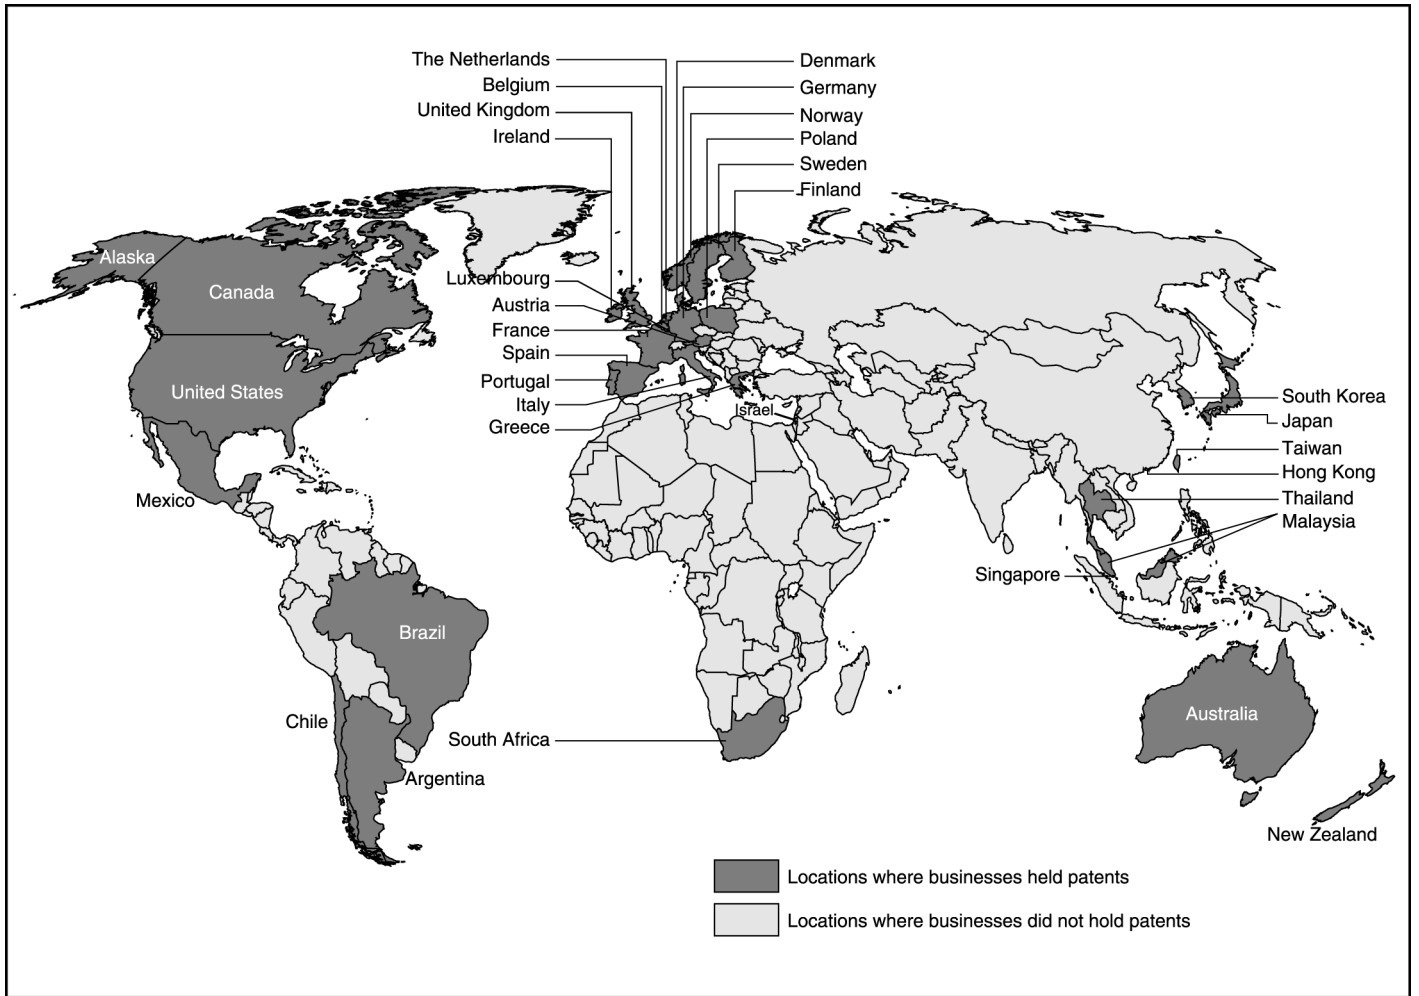 The Netherlands
Belgium
United Kingdom
Ireland
Denmark
Germany
Norway
Poland
Sweden
Finland
Alaska
Canada
United States
Mexico
Luxembourg
Austria
France
Spain
Portugal
Italy
Greece
Israel
South Korea
Japan
Taiwan
Hong Kong
Thailand
Malaysia
Singapore
Brazil
Chile
Argentina
South Africa
Australia
New Zealand
Locations where businesses held patents
Locations where businesses did not hold patents